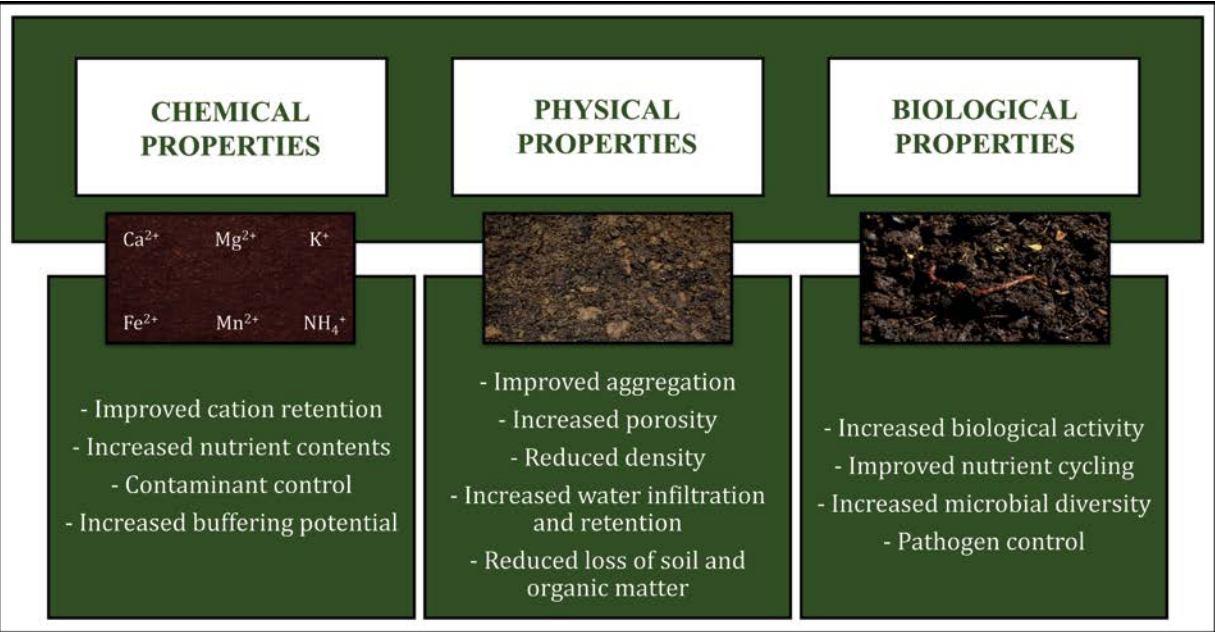 CHEMICAL
PROPERTIES
Ca²⁺ Mg²⁺ K⁺
Fe²⁺ Mn²⁺ NH₄⁺
- Improved cation retention
- Increased nutrient contents
- Contaminant control
- Increased buffering potential
PHYSICAL
PROPERTIES
- Improved aggregation
- Increased porosity
- Reduced density
- Increased water infiltration
and retention
- Reduced loss of soil and
organic matter
BIOLOGICAL
PROPERTIES
- Increased biological activity
- Improved nutrient cycling
- Increased microbial diversity
- Pathogen control